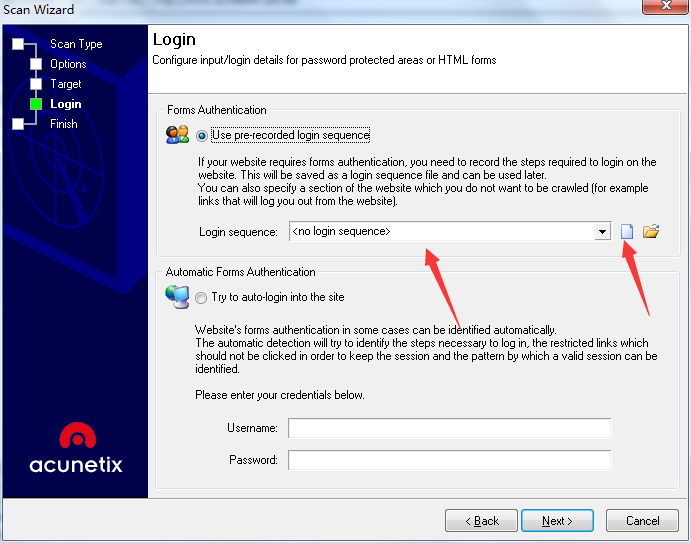 Scan Wizard
Scan Type
Options
Target
Login
Finish
Login
Configure input/login details for password protected areas or HTML forms
Forms Authentication
Use pre-recorded login sequence
If your website requires forms authentication, you need to record the steps required to login on the
website. This will be saved as a login sequence file and can be used later.
You can also specify a section of the website which you do not want to be crawled (for example
links that will log you out from the website).
Login sequence: <no login sequence>
Automatic Forms Authentication
Try to auto-login into the site
Website's forms authentication in some cases can be identified automatically.
The automatic detection will try to identify the steps necessary to log in, the restricted links which
should not be clicked in order to keep the session and the pattern by which a valid session can be
identified.
Please enter your credentials below.
Username:
Password:
acunetix
< Back Next > Cancel